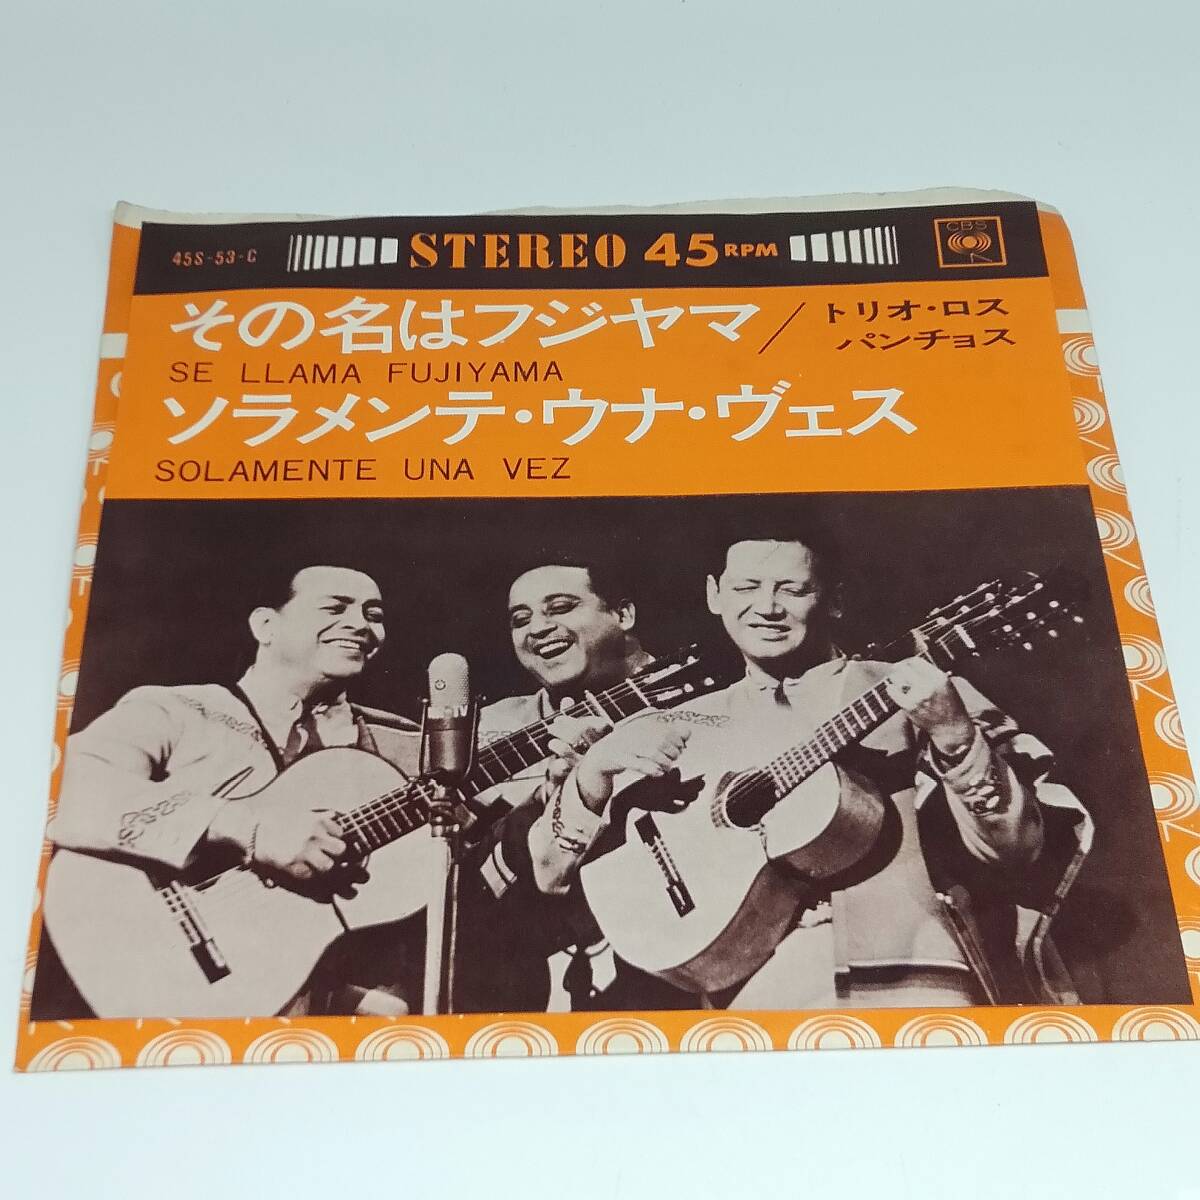 45S-53-C
STEREO 45 RPM
CBS
その名はフジヤマ／トリオ・ロス
パンチョス
SE LLAMA FUJIYAMA
ソラメンテ・ウナ・ヴェス
SOLAMENTE UNA VEZ